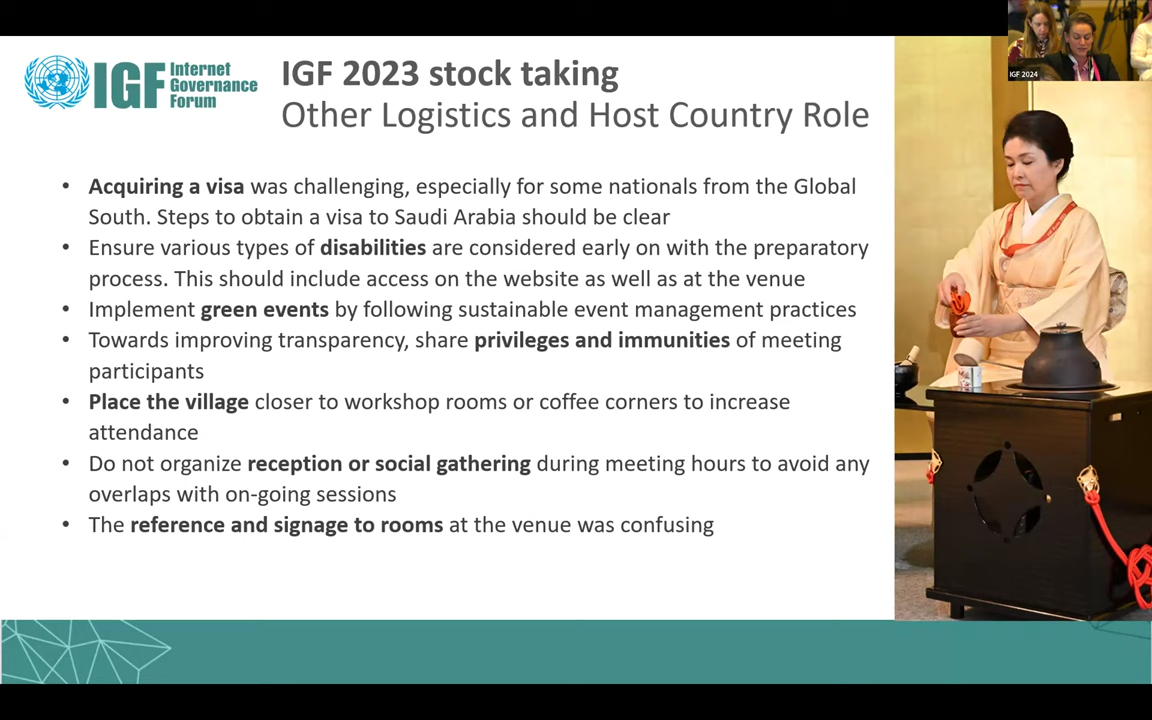 IGF Internet
Governance
Forum
IGF 2023 stock taking
Other Logistics and Host Country Role
IGF 2024
• Acquiring a visa was challenging, especially for some nationals from the Global
South. Steps to obtain a visa to Saudi Arabia should be clear
• Ensure various types of disabilities are considered early on with the preparatory
process. This should include access on the website as well as at the venue
• Implement green events by following sustainable event management practices
• Towards improving transparency, share privileges and immunities of meeting
participants
• Place the village closer to workshop rooms or coffee corners to increase
attendance
• Do not organize reception or social gathering during meeting hours to avoid any
overlaps with on-going sessions
• The reference and signage to rooms at the venue was confusing